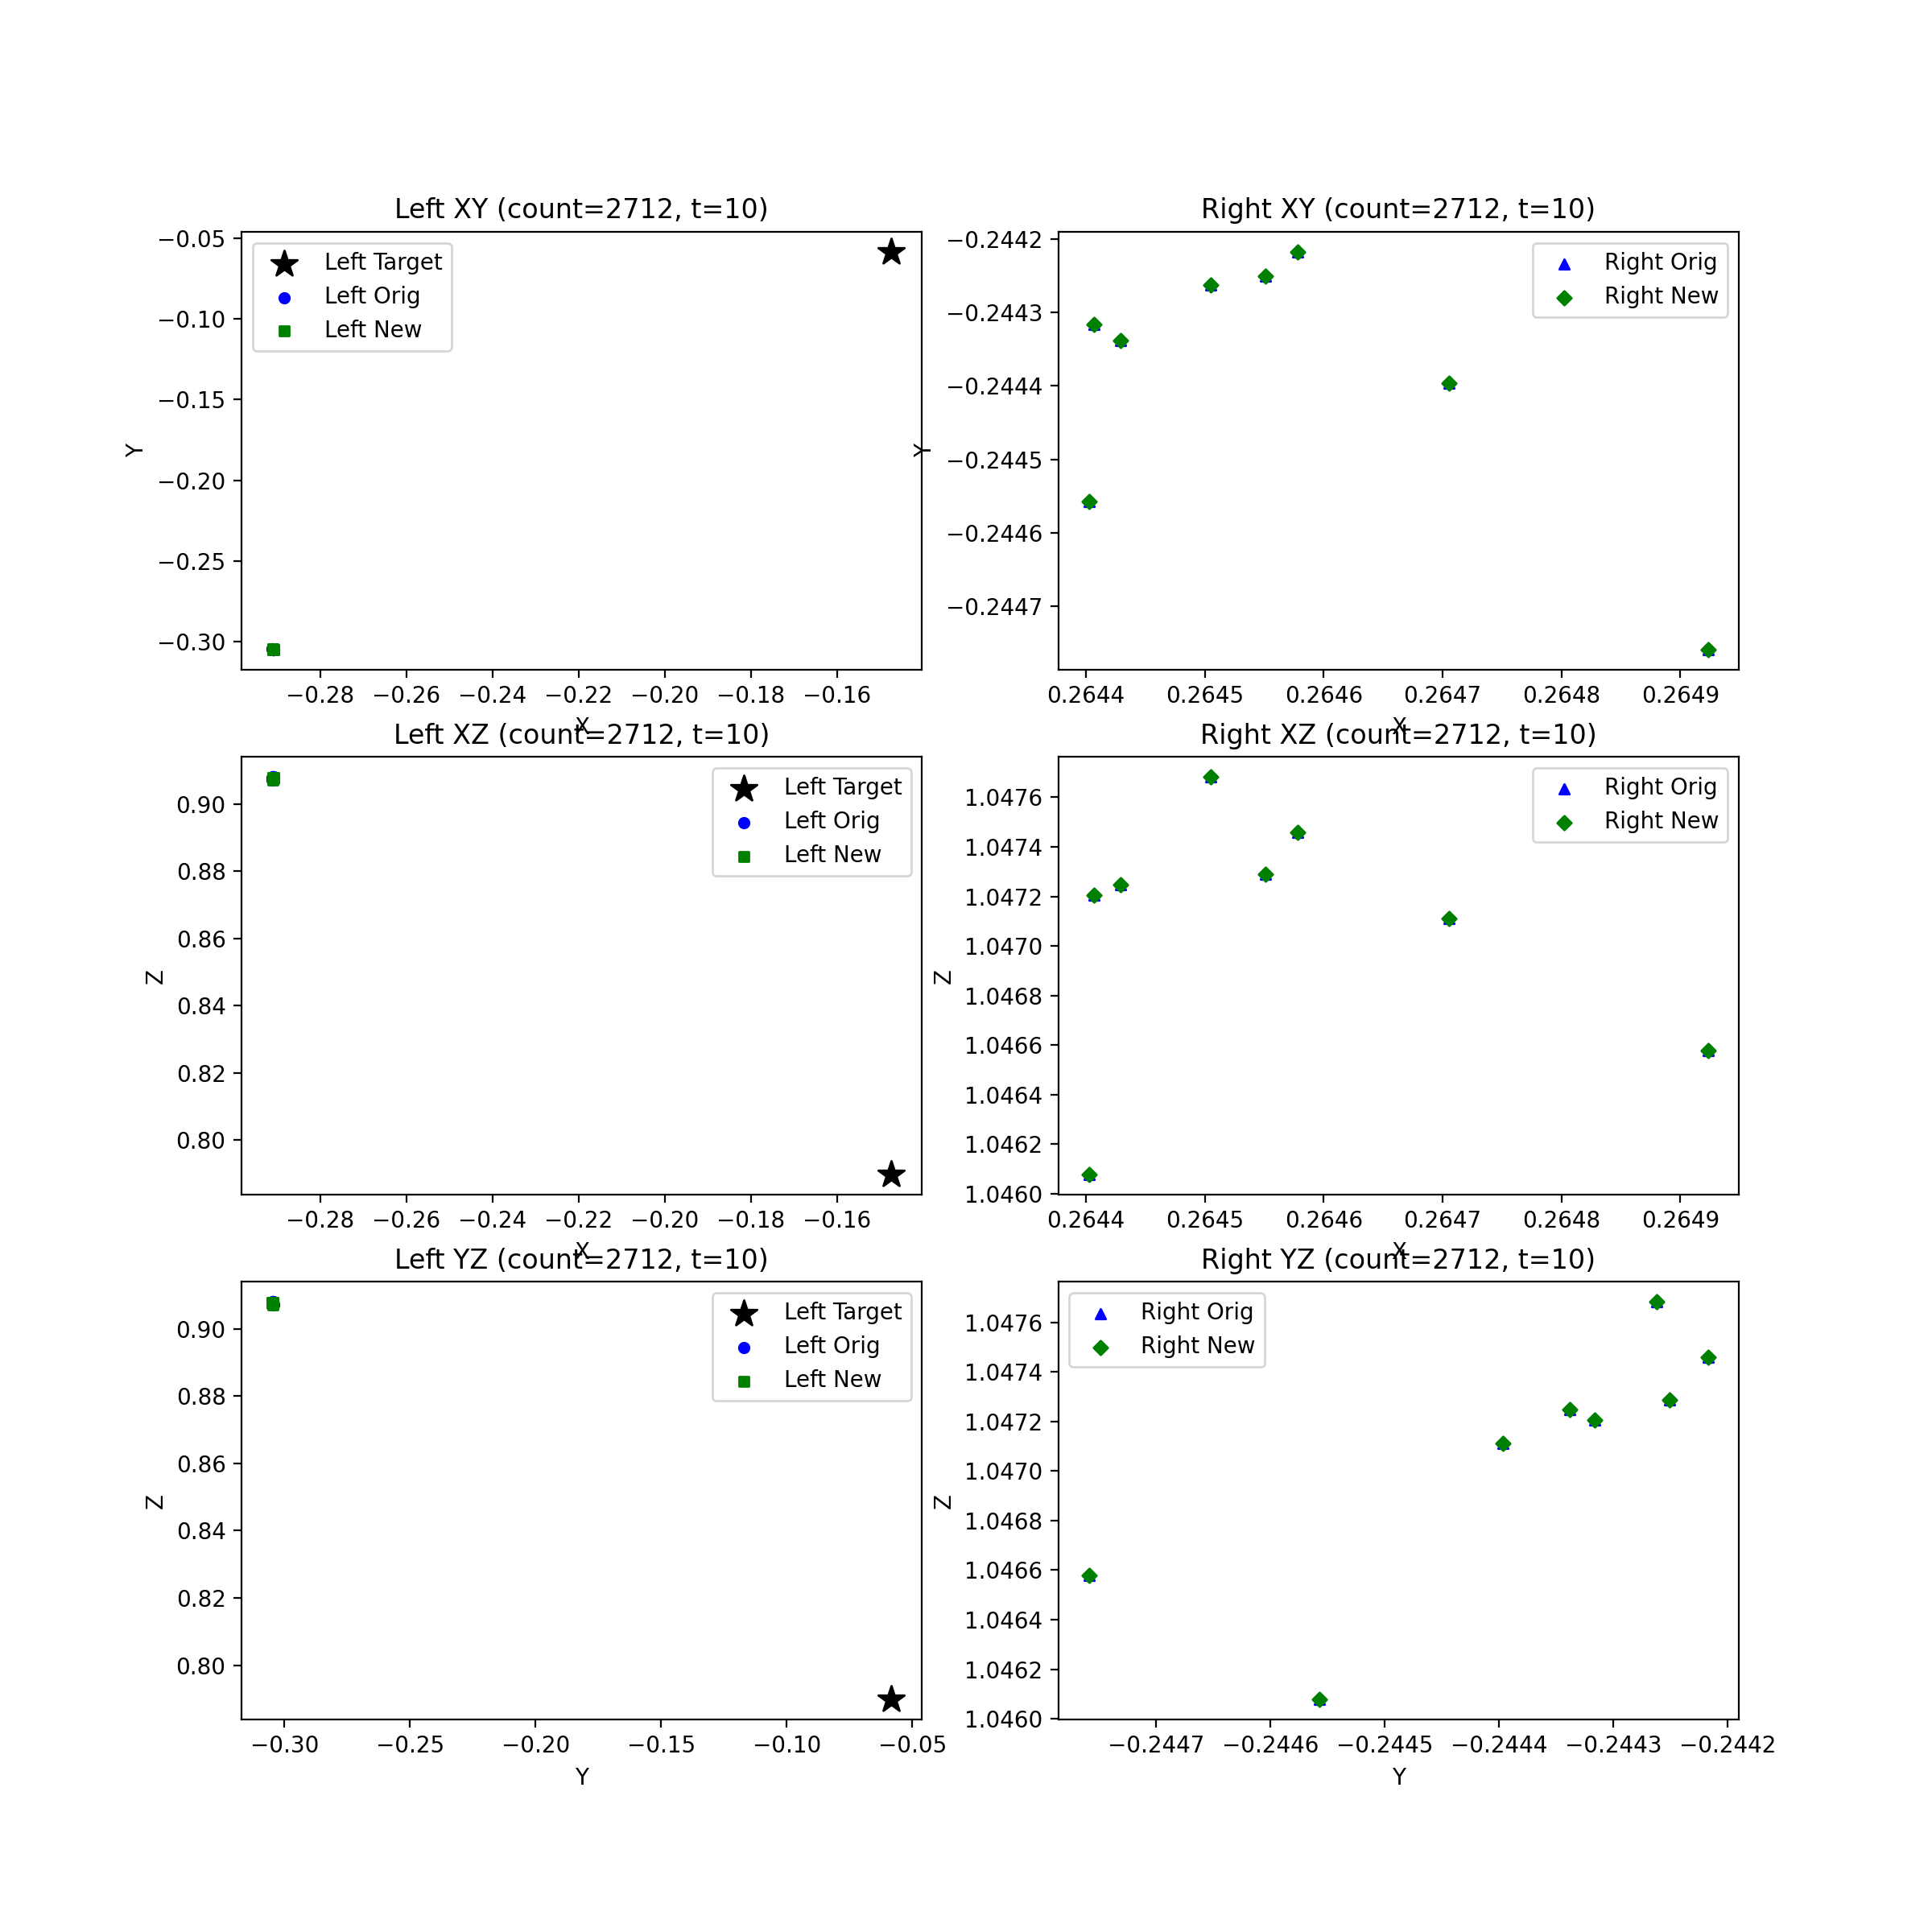 Left XY (count=2712, t=10)
−0.05
−0.10
−0.15
−0.20
−0.25
−0.30
Y
Left Target
Left Orig
Left New
−0.28 −0.26 −0.24 −0.22 −0.20 −0.18 −0.16
X
Right XY (count=2712, t=10)
−0.2442
−0.2443
−0.2444
−0.2445
−0.2446
−0.2447
Y
Right Orig
Right New
0.2644 0.2645 0.2646 0.2647 0.2648 0.2649
X
Left XZ (count=2712, t=10)
0.90
0.88
0.86
0.84
0.82
0.80
Z
Left Target
Left Orig
Left New
−0.28 −0.26 −0.24 −0.22 −0.20 −0.18 −0.16
X
Right XZ (count=2712, t=10)
1.0476
1.0474
1.0472
1.0470
1.0468
1.0466
1.0464
1.0462
1.0460
Z
Right Orig
Right New
0.2644 0.2645 0.2646 0.2647 0.2648 0.2649
X
Left YZ (count=2712, t=10)
0.90
0.88
0.86
0.84
0.82
0.80
Z
Left Target
Left Orig
Left New
−0.30 −0.25 −0.20 −0.15 −0.10 −0.05
Y
Right YZ (count=2712, t=10)
1.0476
1.0474
1.0472
1.0470
1.0468
1.0466
1.0464
1.0462
1.0460
Z
Right Orig
Right New
−0.2447 −0.2446 −0.2445 −0.2444 −0.2443 −0.2442
Y